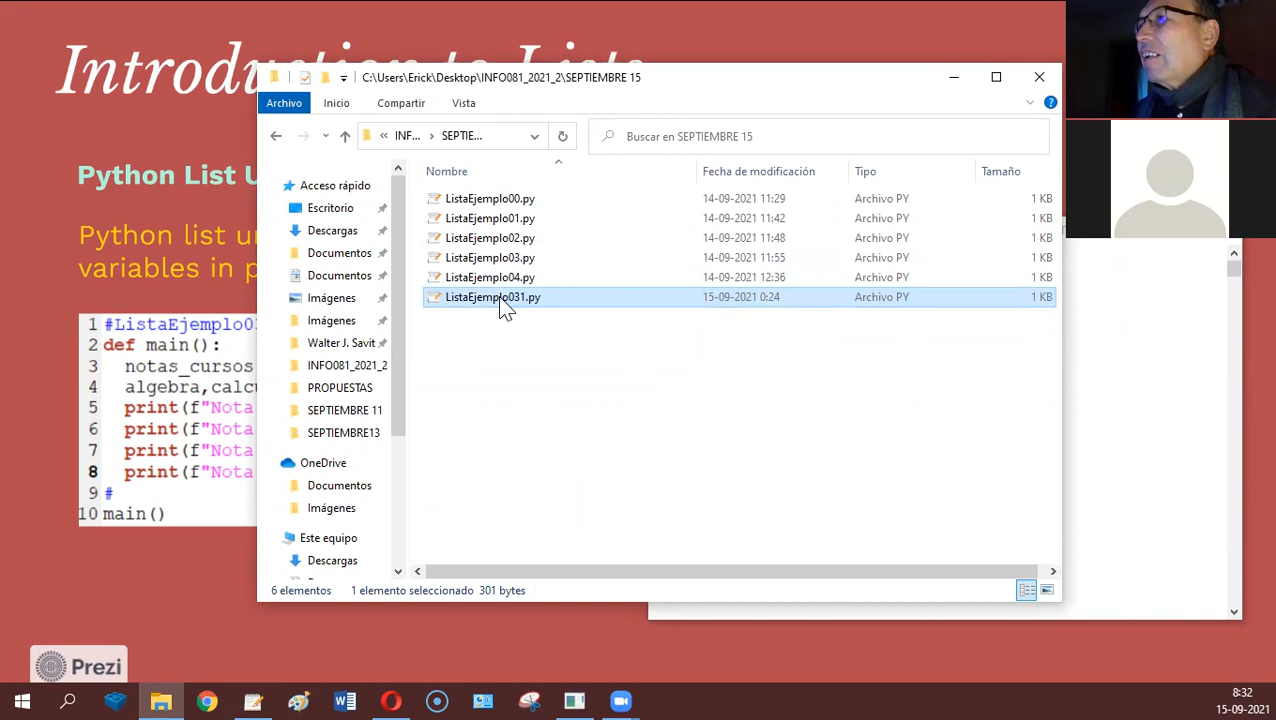 Introduction to Lists
C:\Users\Erick\Desktop\INFO081_2021_2\SEPTIEMBRE 15
Archivo
Inicio
Compartir
Vista
INF...
SEPTIE...
Buscar en SEPTIEMBRE 15
Nombre
Fecha de modificación
Tipo
Tamaño
ListaEjemplo00.py 14-09-2021 11:29 Archivo PY 1 KB
ListaEjemplo01.py 14-09-2021 11:42 Archivo PY 1 KB
ListaEjemplo02.py 14-09-2021 11:48 Archivo PY 1 KB
ListaEjemplo03.py 14-09-2021 11:55 Archivo PY 1 KB
ListaEjemplo04.py 14-09-2021 12:36 Archivo PY 1 KB
ListaEjemplo031.py 15-09-2021 0:24 Archivo PY 1 KB
Acceso rápido
Escritorio
Descargas
Documentos
Documentos
Imágenes
Imágenes
Walter J. Savit
INFO081_2021_2
PROPUESTAS
SEPTIEMBRE 11
SEPTIEMBRE13
OneDrive
Documentos
Imágenes
Este equipo
Descargas
6 elementos 1 elemento seleccionado 301 bytes
Python List U
Python list u
variables in p
1 #ListaEjemplo03
2 def main():
3 notas_cursos
4 algebra,calcu
5 print(f"Nota
6 print(f"Nota
7 print(f"Nota
8 print(f"Nota
9 #
10 main()
Prezi
8:32
15-09-2021